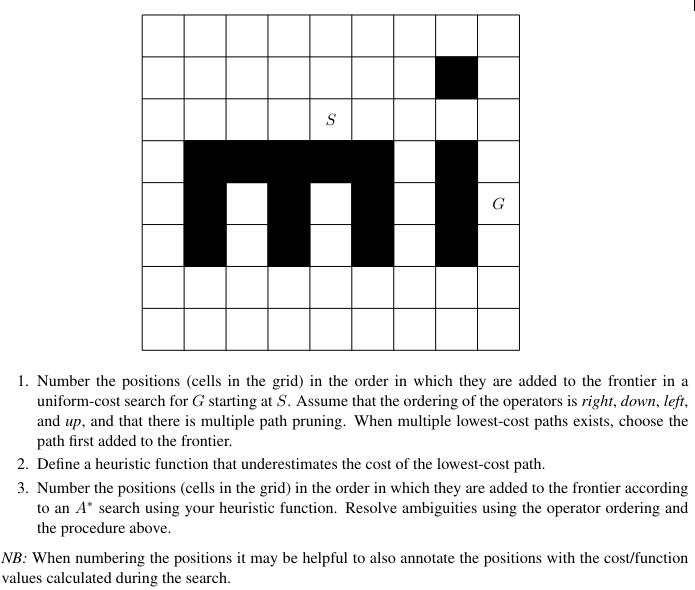 S
G
1. Number the positions (cells in the grid) in the order in which they are added to the frontier in a
uniform-cost search for G starting at S. Assume that the ordering of the operators is right, down, left,
and up, and that there is multiple path pruning. When multiple lowest-cost paths exists, choose the
path first added to the frontier.
2. Define a heuristic function that underestimates the cost of the lowest-cost path.
3. Number the positions (cells in the grid) in the order in which they are added to the frontier according
to an A* search using your heuristic function. Resolve ambiguities using the operator ordering and
the procedure above.
NB: When numbering the positions it may be helpful to also annotate the positions with the cost/function
values calculated during the search.